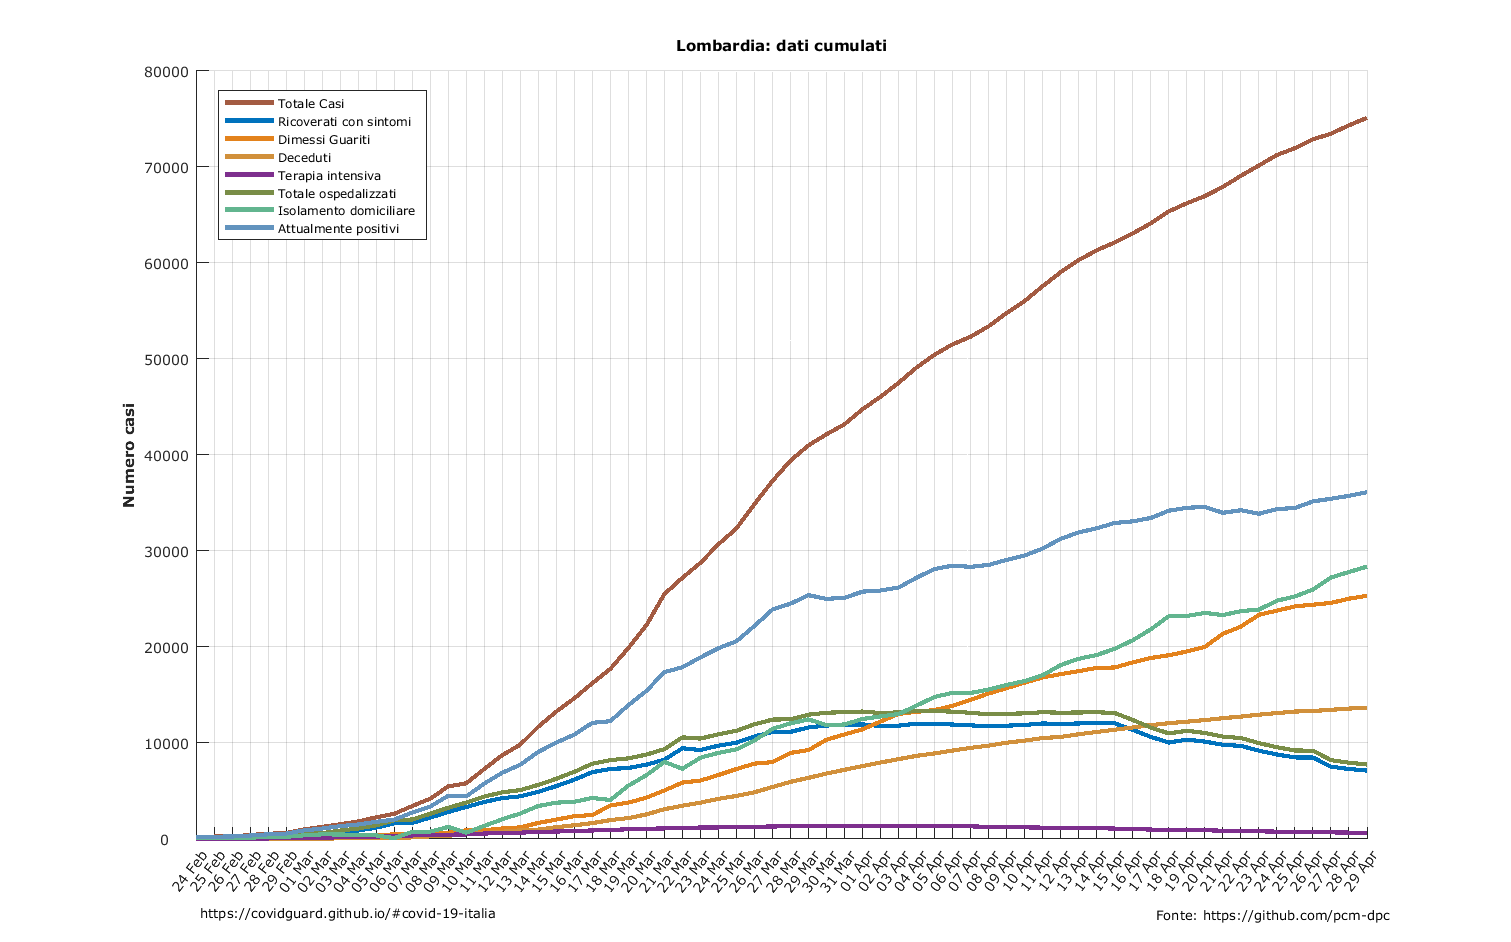 Lombardia: dati cumulati
80000
70000
60000
50000
40000
30000
20000
10000
0
Numero casi
Totale Casi
Ricoverati con sintomi
Dimessi Guariti
Deceduti
Terapia intensiva
Totale ospedalizzati
Isolamento domiciliare
Attualmente positivi
24 Feb
25 Feb
26 Feb
27 Feb
28 Feb
29 Feb
01 Mar
02 Mar
03 Mar
04 Mar
05 Mar
06 Mar
07 Mar
08 Mar
09 Mar
10 Mar
11 Mar
12 Mar
13 Mar
14 Mar
15 Mar
16 Mar
17 Mar
18 Mar
19 Mar
20 Mar
21 Mar
22 Mar
23 Mar
24 Mar
25 Mar
26 Mar
27 Mar
28 Mar
29 Mar
30 Mar
31 Mar
01 Apr
02 Apr
03 Apr
04 Apr
05 Apr
06 Apr
07 Apr
08 Apr
09 Apr
10 Apr
11 Apr
12 Apr
13 Apr
14 Apr
15 Apr
16 Apr
17 Apr
18 Apr
19 Apr
20 Apr
21 Apr
22 Apr
23 Apr
24 Apr
25 Apr
26 Apr
27 Apr
28 Apr
29 Apr
https://covidguard.github.io/#covid-19-italia
Fonte: https://github.com/pcm-dpc